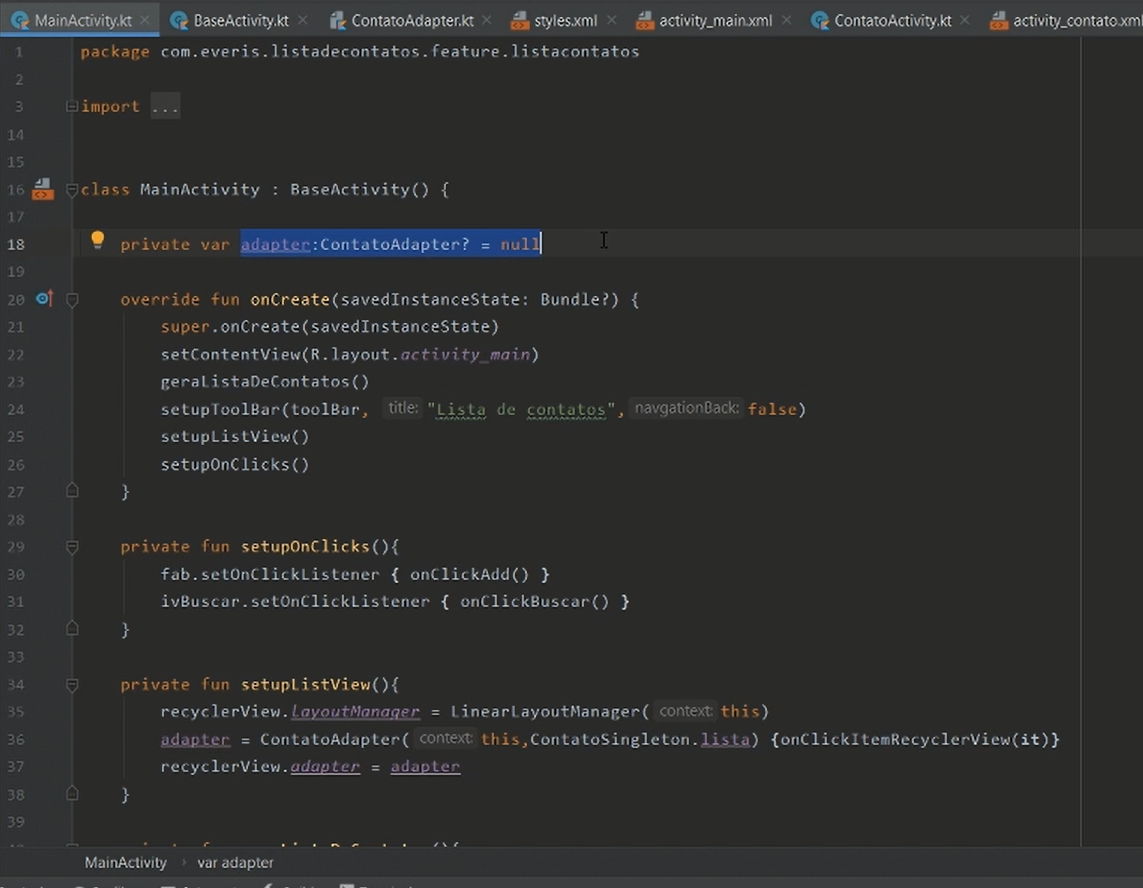 MainActivity.kt BaseActivity.kt ContatoAdapter.kt styles.xml activity_main.xml ContatoActivity.kt activity_contato.xml
1 package com.everis.listadecontatos.feature.listacontatos
2
3 import ...
14
15
16 class MainActivity : BaseActivity() {
17
18 private var adapter:ContatoAdapter? = null
19
20 override fun onCreate(savedInstanceState: Bundle?) {
21 super.onCreate(savedInstanceState)
22 setContentView(R.layout.activity_main)
23 geraListaDeContatos()
24 setupToolBar(toolBar, title: "Lista de contatos", navgationBack: false)
25 setupListView()
26 setupOnClicks()
27 }
28
29 private fun setupOnClicks(){
30 fab.setOnClickListener { onClickAdd() }
31 ivBuscar.setOnClickListener { onClickBuscar() }
32 }
33
34 private fun setupListView(){
35 recyclerView.layoutManager = LinearLayoutManager( context: this)
36 adapter = ContatoAdapter( context: this,ContatoSingleton.lista) {onClickItemRecyclerView(it)}
37 recyclerView.adapter = adapter
38 }
39
MainActivity › var adapter